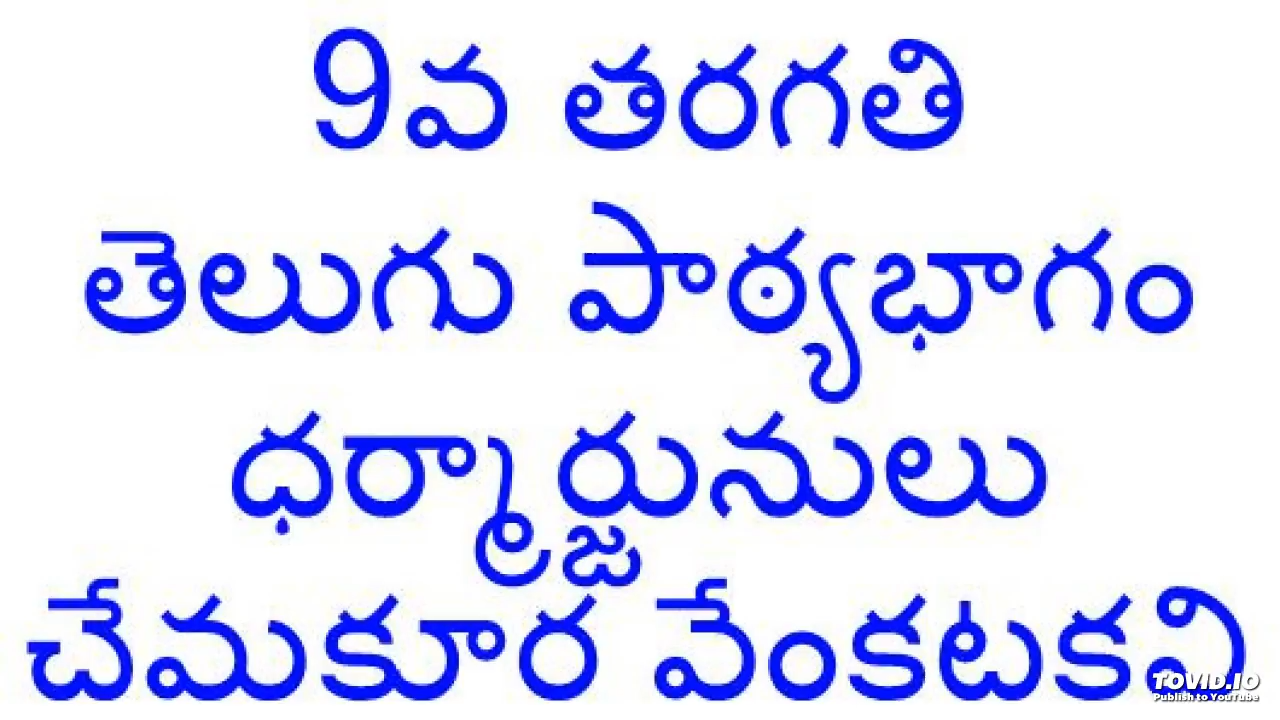 9వ తరగతి
తెలుగు పాఠ్యభాగం
ధర్మార్జునులు
చేమకూర వేంకటకవి
TOVID.IO
Publish to YouTube